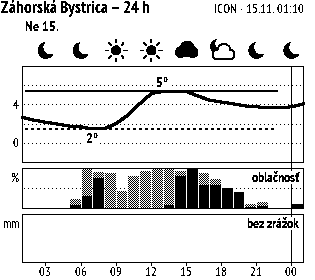 Záhorská Bystrica – 24 h
ICON · 15.11. 01:10
Ne 15.
5°
4
2°
0
%
oblačnosť
mm
bez zrážok
03 06 09 12 15 18 21 00